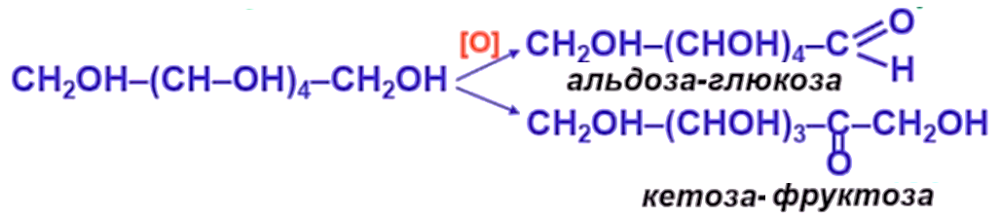 CH₂OH–(CH–OH)₄–CH₂OH
[O]
CH₂OH–(CHOH)₄–C
O
H
альдоза-глюкоза
CH₂OH–(CHOH)₃–C–CH₂OH
O
кетоза- фруктоза